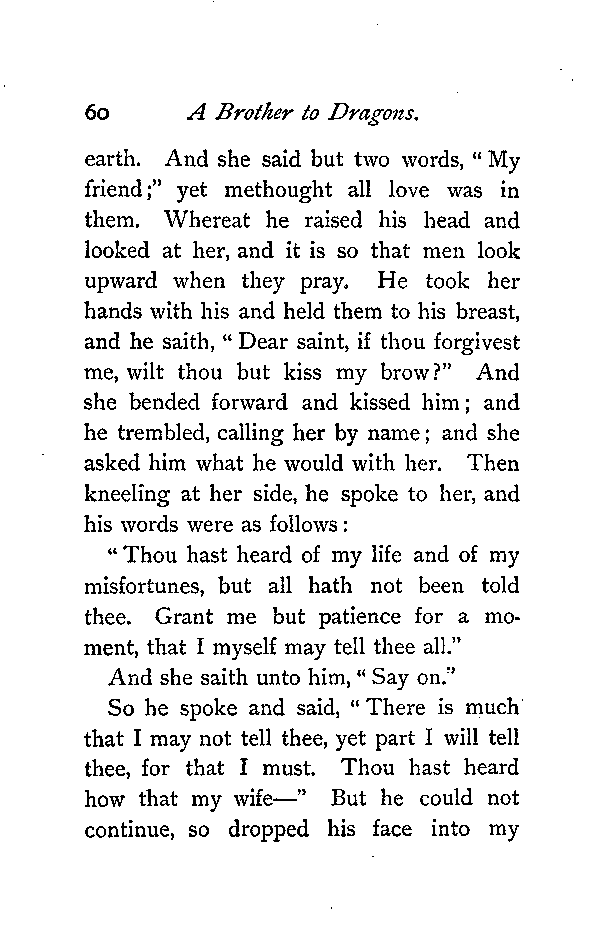 60 A Brother to Dragons.
earth. And she said but two words, “ My
friend ;” yet methought all love was in
them. Whereat he raised his head and
looked at her, and it is so that men look
upward when they pray. He took her
hands with his and held them to his breast,
and he saith, “ Dear saint, if thou forgivest
me, wilt thou but kiss my brow?” And
she bended forward and kissed him ; and
he trembled, calling her by name ; and she
asked him what he would with her. Then
kneeling at her side, he spoke to her, and
his words were as follows :
“ Thou hast heard of my life and of my
misfortunes, but all hath not been told
thee. Grant me but patience for a mo-
ment, that I myself may tell thee all.”
And she saith unto him, “ Say on.”
So he spoke and said, “ There is much
that I may not tell thee, yet part I will tell
thee, for that I must. Thou hast heard
how that my wife—” But he could not
continue, so dropped his face into my